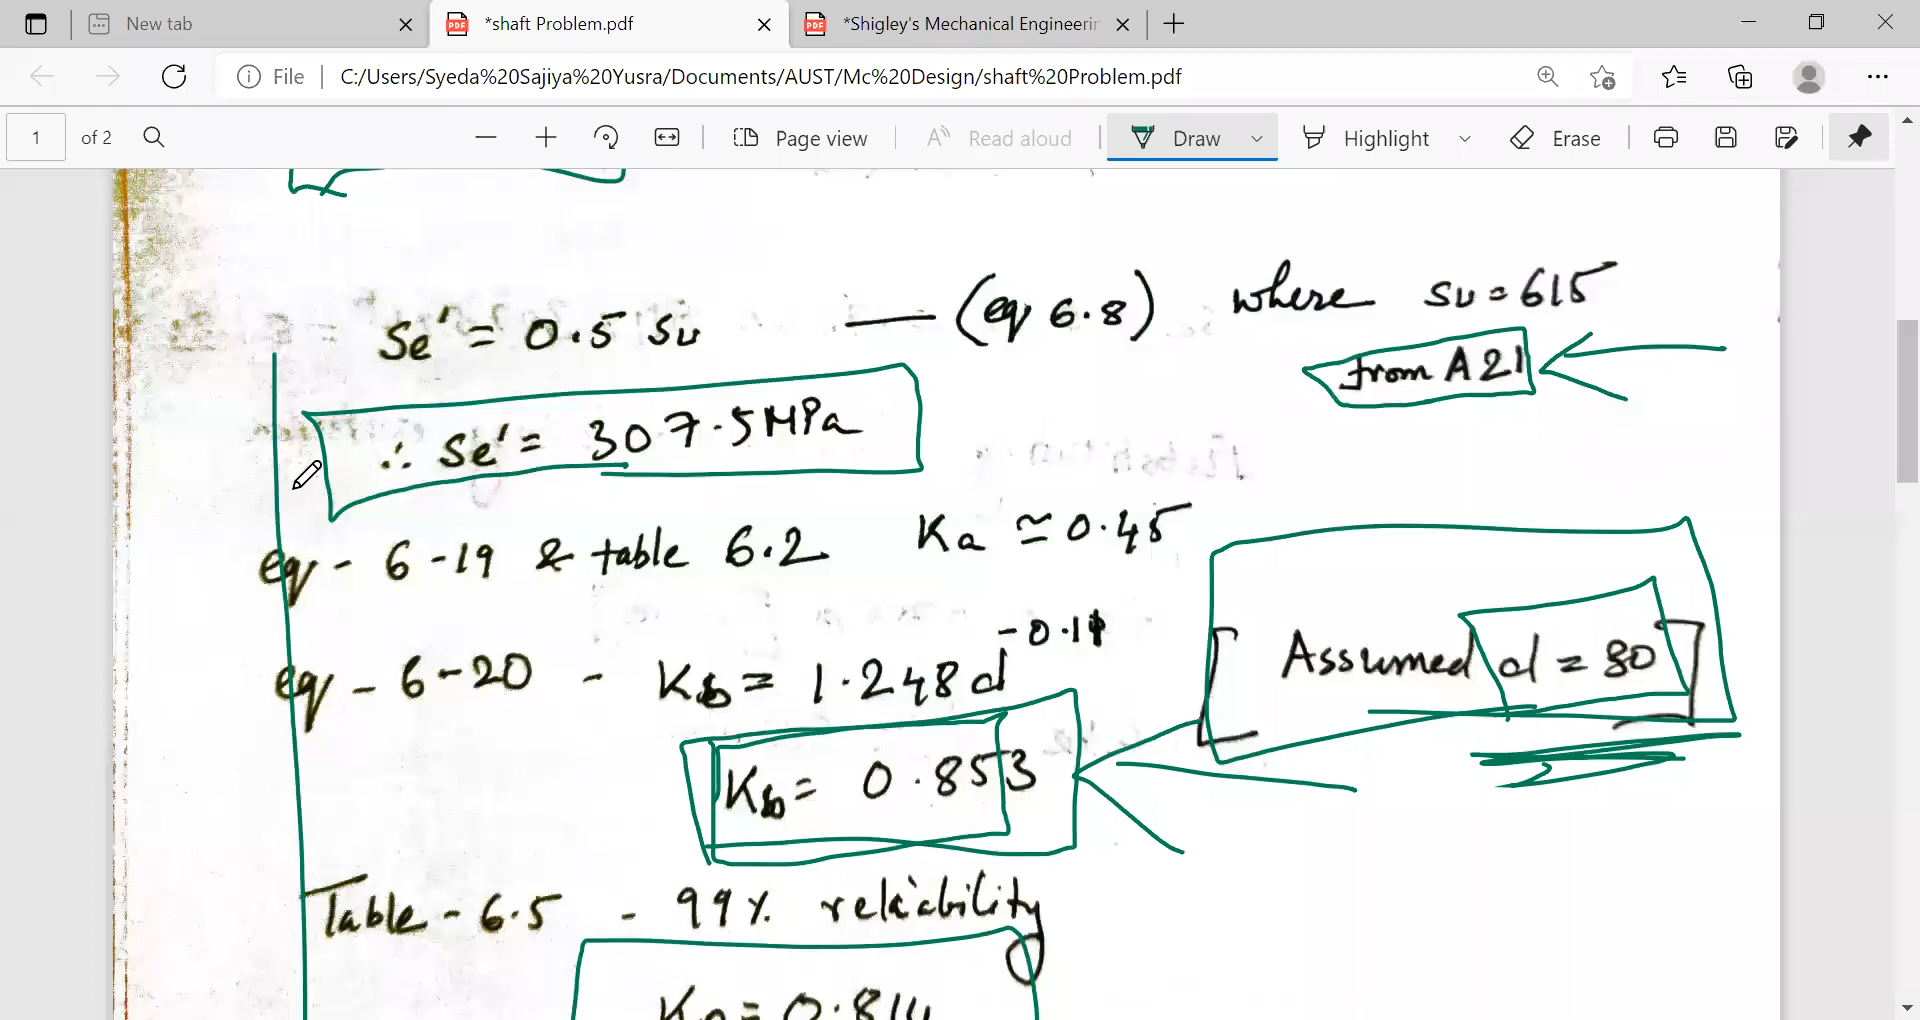 New tab
*shaft Problem.pdf
*Shigley's Mechanical Engineerin
File | C:/Users/Syeda%20Sajiya%20Yusra/Documents/AUST/Mc%20Design/shaft%20Problem.pdf
1 of 2
Page view
Read aloud
Draw
Highlight
Erase
Se' = 0.5 Su — (eq 6.8) where Su = 615
from A21
∴ Se' = 307.5 MPa
eq - 6-19 & table 6.2 Ka ≃ 0.45
eq - 6-20 - Kb = 1.248 d^-0.11 [Assumed d = 80]
Kb = 0.853
Table - 6.5 - 99% reliability
= 0.814